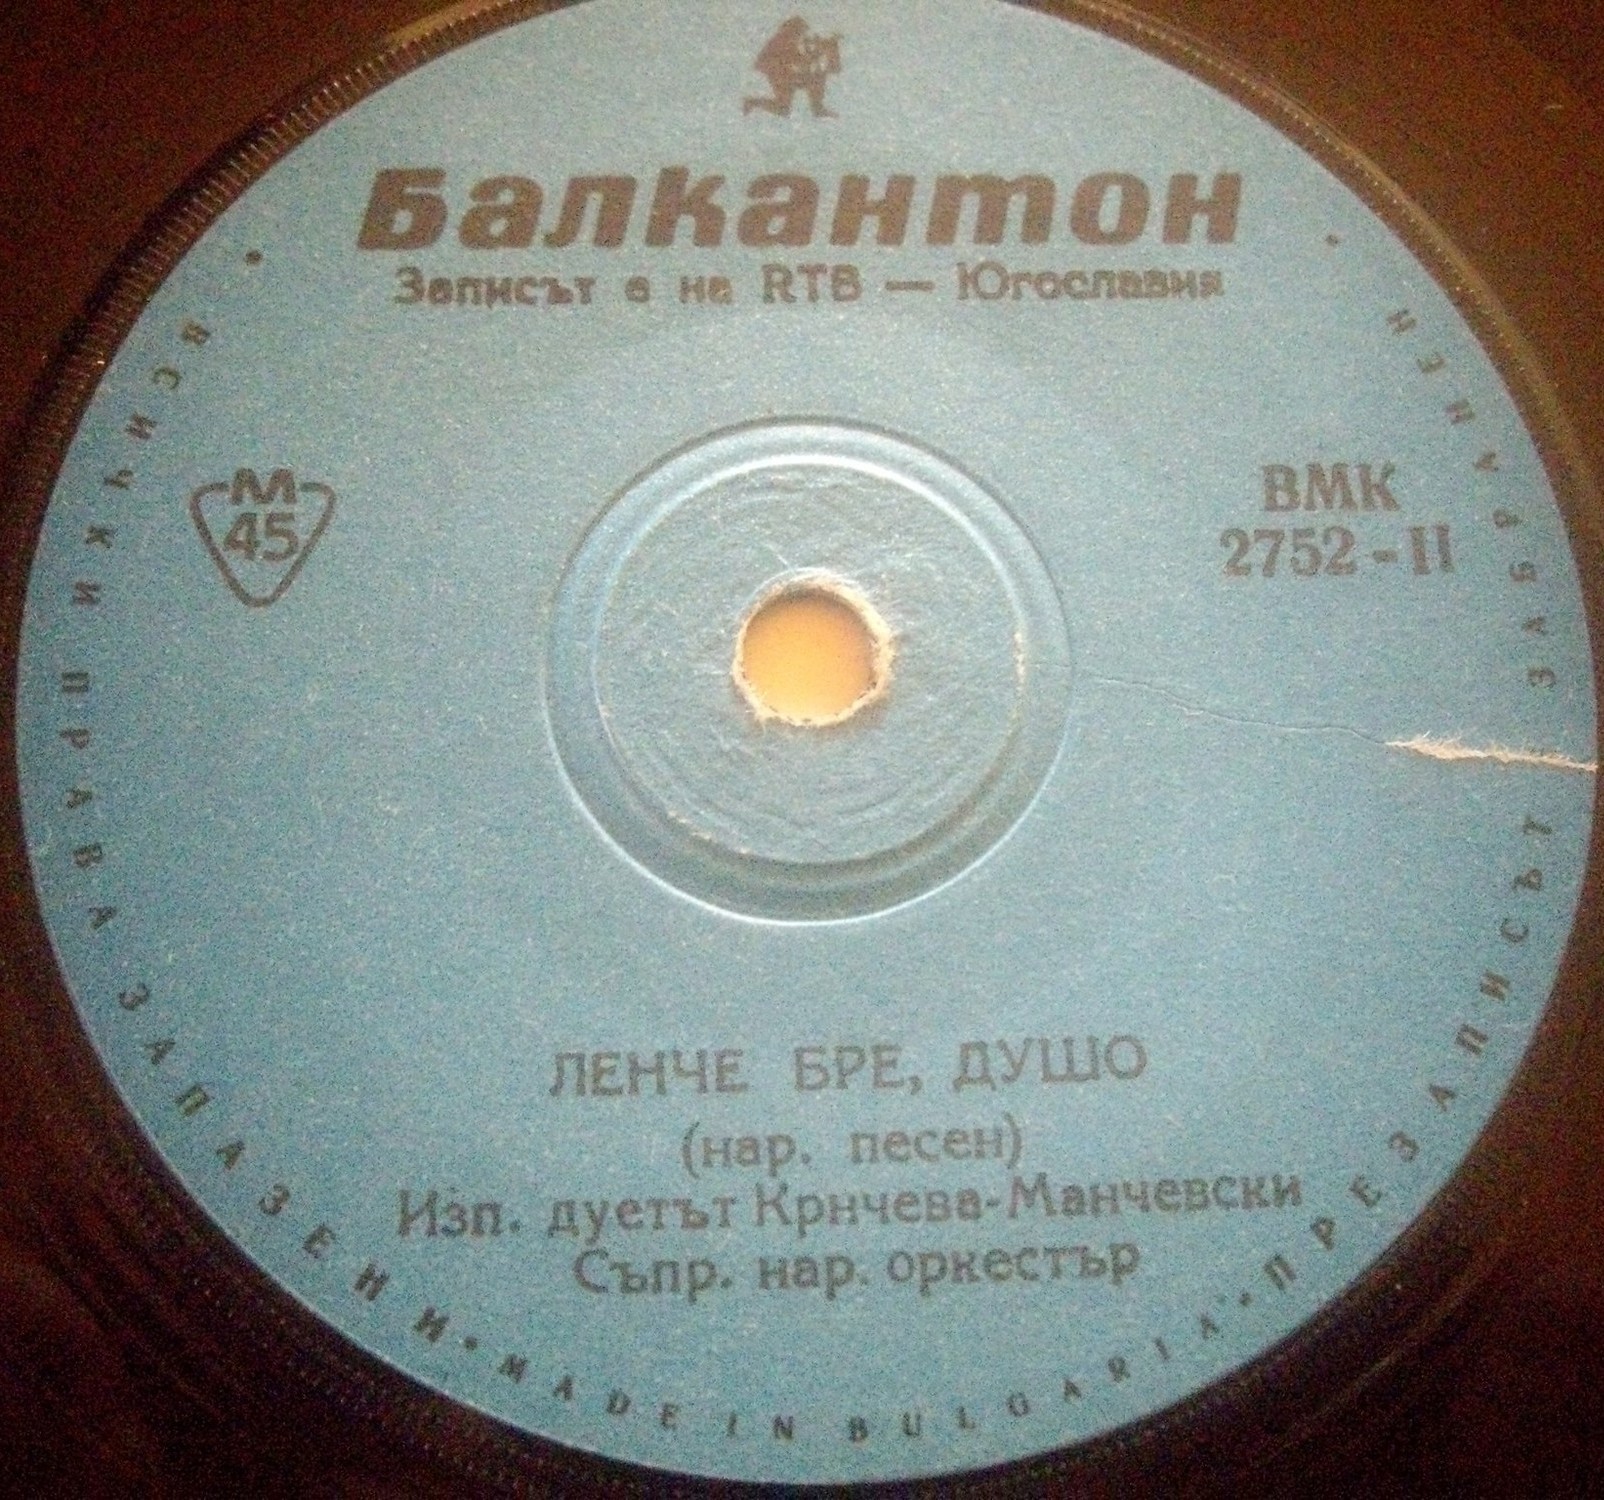 Балкантон
Записът е на RTB — Югославия
М
45
ВМК
2752-II
ЛЕНЧЕ БРЕ, ДУШО
(нар. песен)
Изп. дуетът Крнчева-Манчевски
Съпр. нар. оркестър
• ВСИЧКИ ПРАВА ЗАПАЗЕНИ • MADE IN BULGARIA • ПРЕЗАПИСЪТ ЗАБРАНЕН •